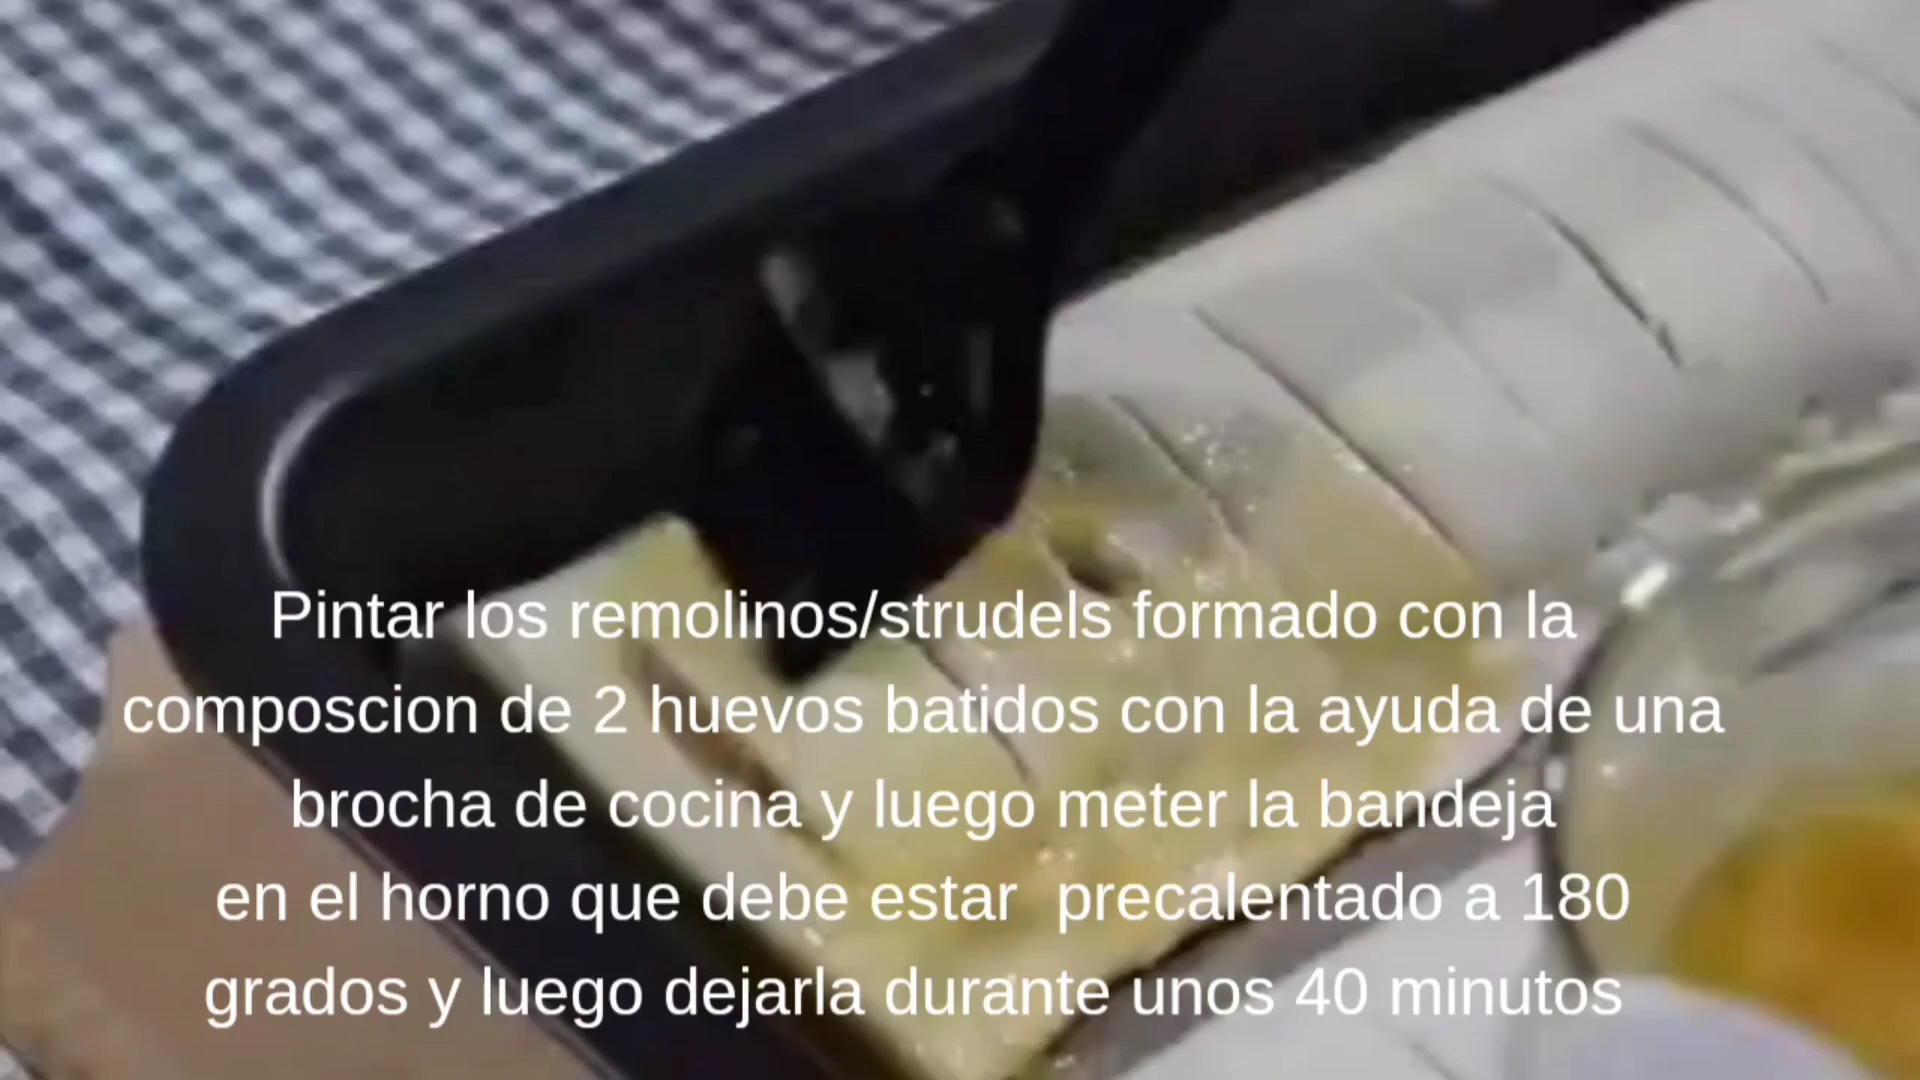 Pintar los remolinos/strudels formado con la
composcion de 2 huevos batidos con la ayuda de una
brocha de cocina y luego meter la bandeja
en el horno que debe estar  precalentado a 180
grados y luego dejarla durante unos 40 minutos